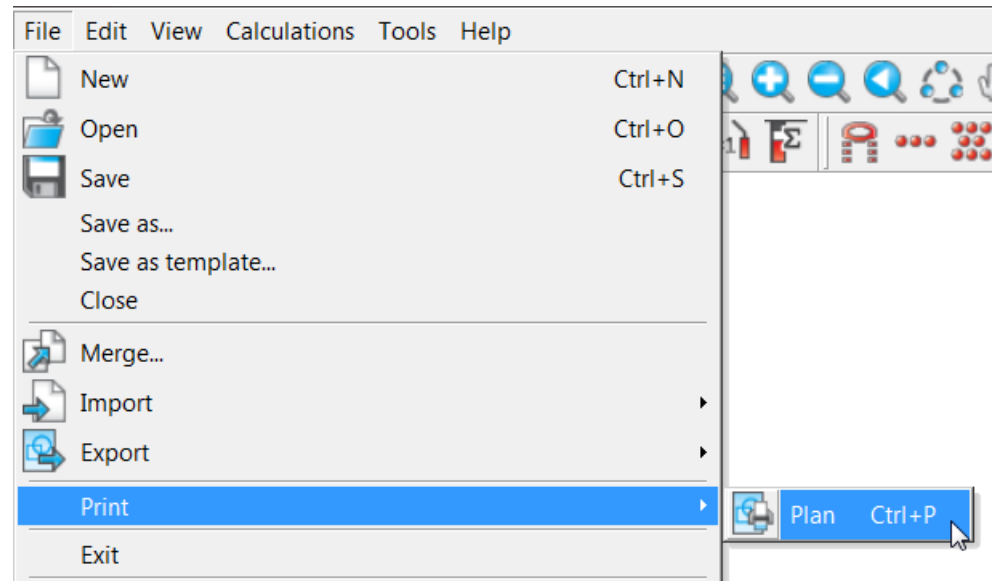 File Edit View Calculations Tools Help
New Ctrl+N
Open Ctrl+O
Save Ctrl+S
Save as...
Save as template...
Close
Merge...
Import
Export
Print
Plan Ctrl+P
Exit
1
Σ